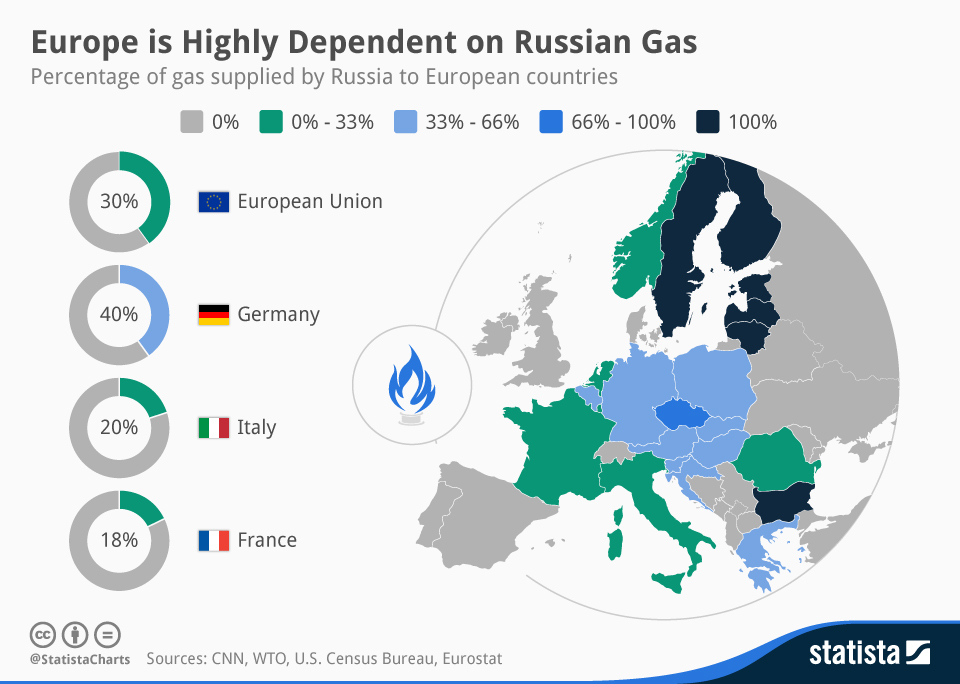 Europe is Highly Dependent on Russian Gas
Percentage of gas supplied by Russia to European countries
0% 0% - 33% 33% - 66% 66% - 100% 100%
30% European Union
40% Germany
20% Italy
18% France
cc
@StatistaCharts Sources: CNN, WTO, U.S. Census Bureau, Eurostat
statista